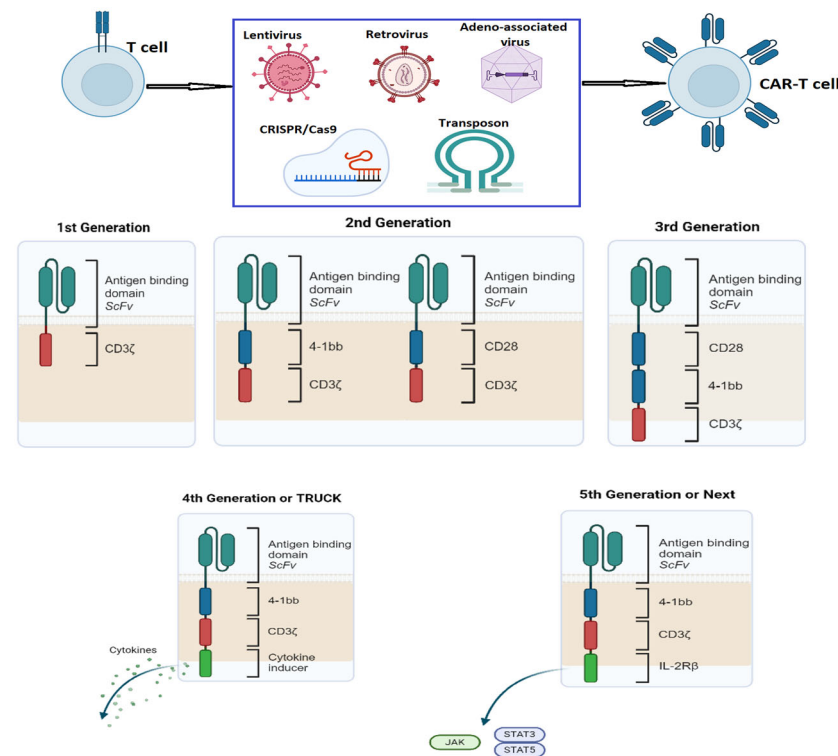 T cell
Lentivirus
Retrovirus
Adeno-associated
virus
CRISPR/Cas9
Transposon
CAR-T cell
1st Generation
Antigen binding
domain
ScFv
CD3ζ
2nd Generation
Antigen binding
domain
ScFv
4-1bb
CD3ζ
Antigen binding
domain
ScFv
CD28
CD3ζ
3rd Generation
Antigen binding
domain
ScFv
CD28
4-1bb
CD3ζ
4th Generation or TRUCK
Antigen binding
domain
ScFv
4-1bb
CD3ζ
Cytokine
inducer
Cytokines
5th Generation or Next
Antigen binding
domain
ScFv
4-1bb
CD3ζ
IL-2Rβ
JAK
STAT3
STAT5